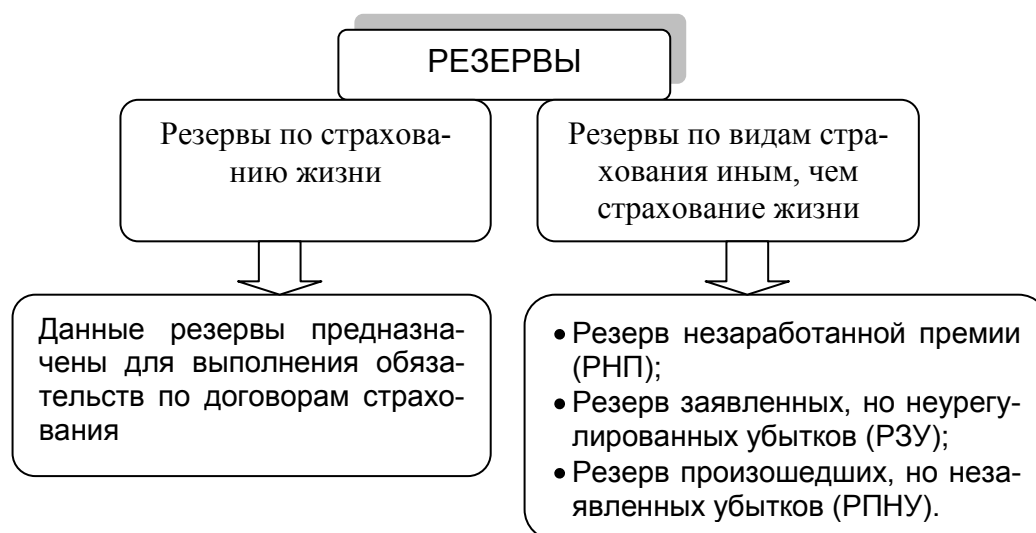 РЕЗЕРВЫ
Резервы по страхова-
нию жизни
Резервы по видам стра-
хования иным, чем
страхование жизни
Данные резервы предназна-
чены для выполнения обяза-
тельств по договорам страхо-
вания
• Резерв незаработанной премии
(РНП);
• Резерв заявленных, но неурегу-
лированных убытков (РЗУ);
• Резерв произошедших, но неза-
явленных убытков (РПНУ).